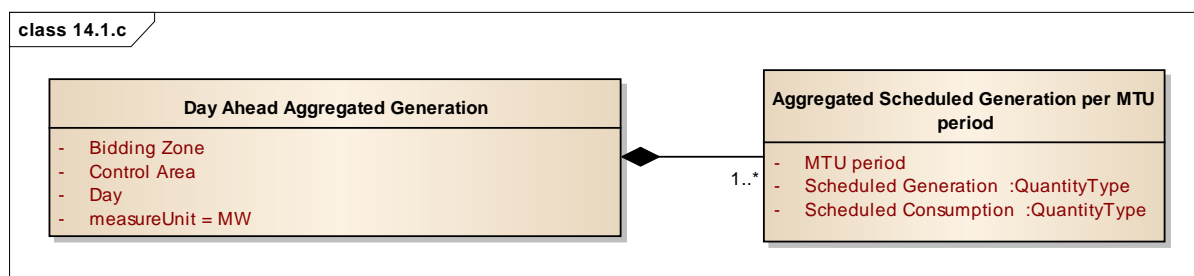 class 14.1.c
Day Ahead Aggregated Generation
- Bidding Zone
- Control Area
- Day
- measureUnit = MW
1..*
Aggregated Scheduled Generation per MTU
period
- MTU period
- Scheduled Generation :QuantityType
- Scheduled Consumption :QuantityType